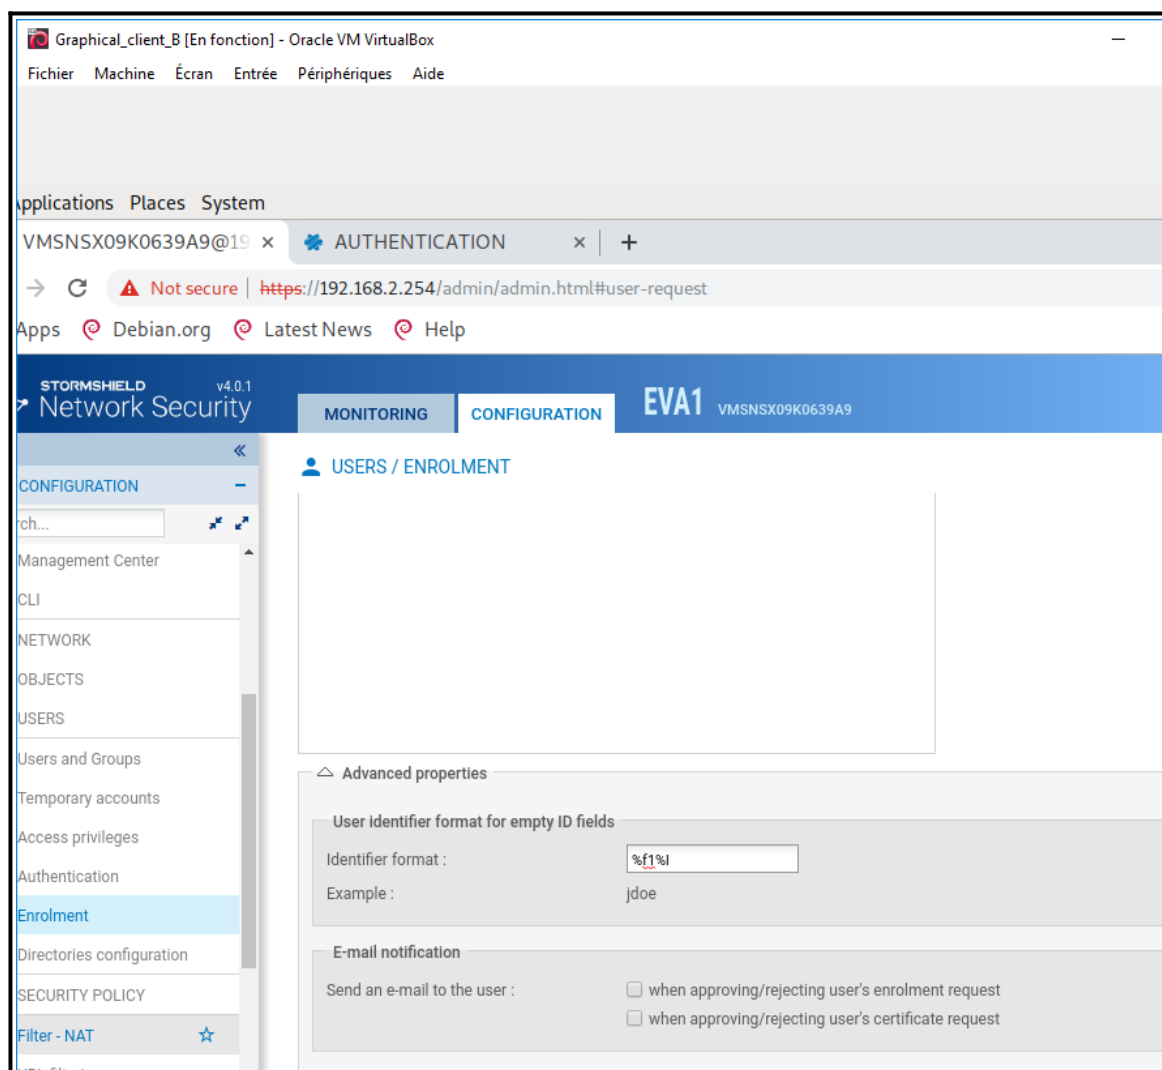 Graphical_client_B [En fonction] - Oracle VM VirtualBox
Fichier Machine Écran Entrée Périphériques Aide
Applications Places System
VMSNSX09K0639A9@19 × AUTHENTICATION × +
Not secure | https://192.168.2.254/admin/admin.html#user-request
Apps Debian.org Latest News Help
STORMSHIELD v4.0.1
Network Security
MONITORING CONFIGURATION EVA1 VMSNSX09K0639A9
USERS / ENROLMENT
CONFIGURATION
rch...
Management Center
CLI
NETWORK
OBJECTS
USERS
Users and Groups
Temporary accounts
Access privileges
Authentication
Enrolment
Directories configuration
SECURITY POLICY
Filter - NAT
Advanced properties
User identifier format for empty ID fields
Identifier format : %f1%l
Example : jdoe
E-mail notification
Send an e-mail to the user : when approving/rejecting user's enrolment request
when approving/rejecting user's certificate request